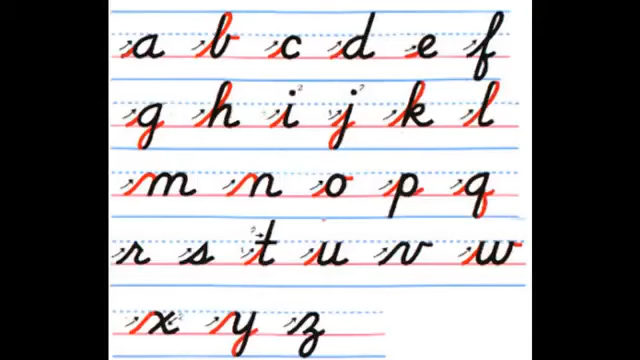 a b c d e f
g h i j k l
m n o p q
r s t u v w
x y z